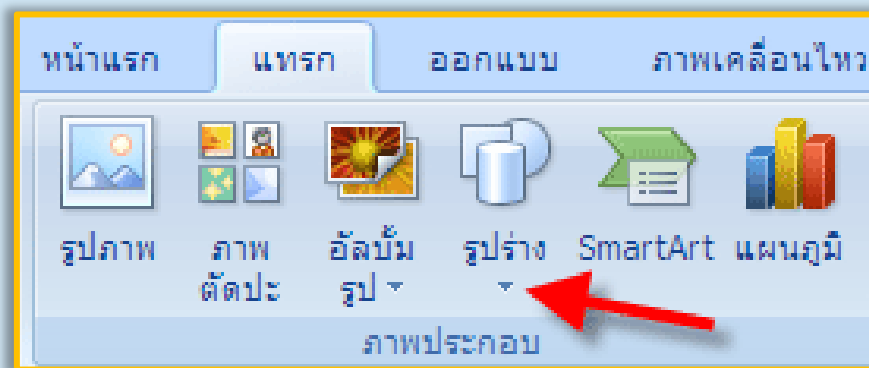 หน้าแรก แทรก ออกแบบ ภาพเคลื่อนไหว
รูปภาพ ภาพ อัลบั้ม รูปร่าง SmartArt แผนภูมิ
ตัดปะ รูป
ภาพประกอบ